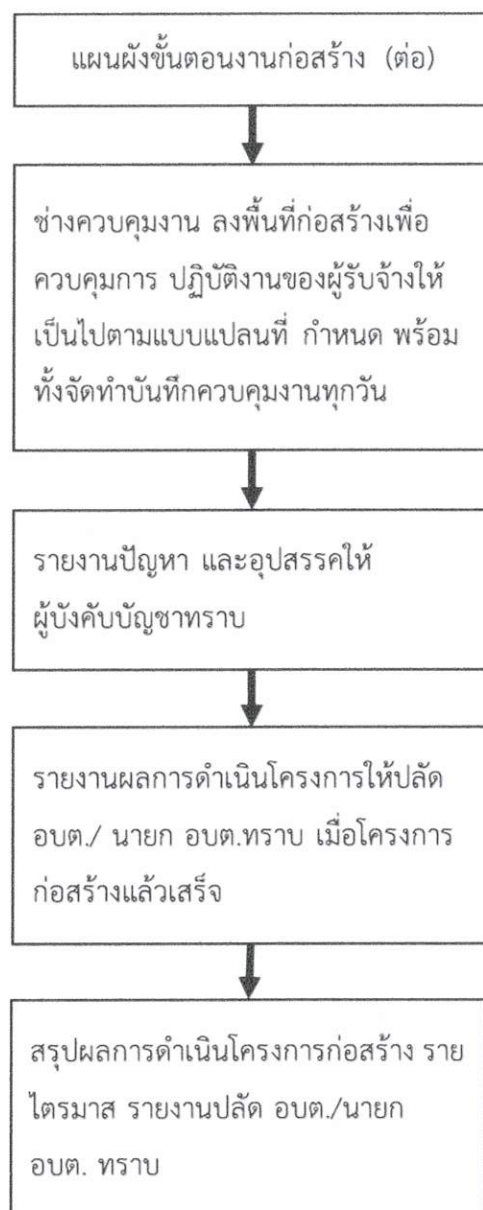 แผนผังขั้นตอนงานก่อสร้าง (ต่อ)
ช่างควบคุมงาน ลงพื้นที่ก่อสร้างเพื่อ
ควบคุมการ ปฏิบัติงานของผู้รับจ้างให้
เป็นไปตามแบบแปลนที่ กำหนด พร้อม
ทั้งจัดทำบันทึกควบคุมงานทุกวัน
รายงานปัญหา และอุปสรรคให้
ผู้บังคับบัญชาทราบ
รายงานผลการดำเนินโครงการให้ปลัด
อบต./ นายก อบต.ทราบ เมื่อโครงการ
ก่อสร้างแล้วเสร็จ
สรุปผลการดำเนินโครงการก่อสร้าง ราย
ไตรมาส รายงานปลัด อบต./นายก
อบต. ทราบ